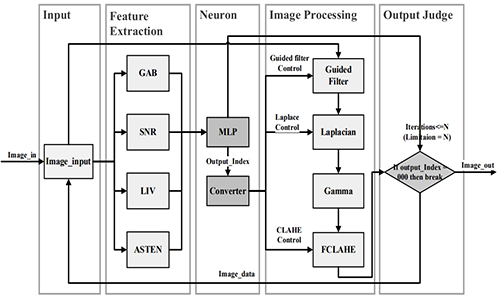 Input
Feature
Extraction
Neuron
Image Processing
Output Judge
GAB
SNR
LIV
ASTEN
Image_in
Image_input
MLP
Output_Index
Converter
Guided filter
Control
Laplace
Control
CLAHE
Control
Guided
Filter
Laplacian
Gamma
FCLAHE
Iterations<=N
(Limitaion = N)
If output_Index =
000 then break
Image_out
Image_data